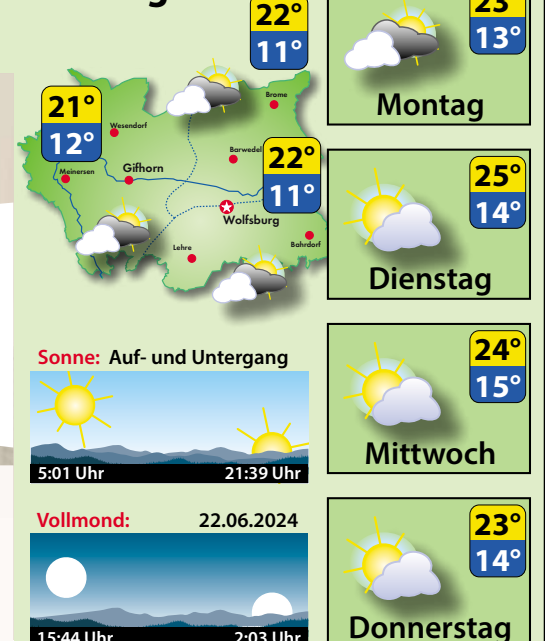 22°
11°
21°
12°
Wesendorf
Brome
Barwedel
Meinersen
Gifhorn
22°
11°
Wolfsburg
Lehre
Bahrdorf
Sonne: Auf- und Untergang
5:01 Uhr 21:39 Uhr
Vollmond: 22.06.2024
15:44 Uhr 2:03 Uhr
23°
13°
Montag
25°
14°
Dienstag
24°
15°
Mittwoch
23°
14°
Donnerstag